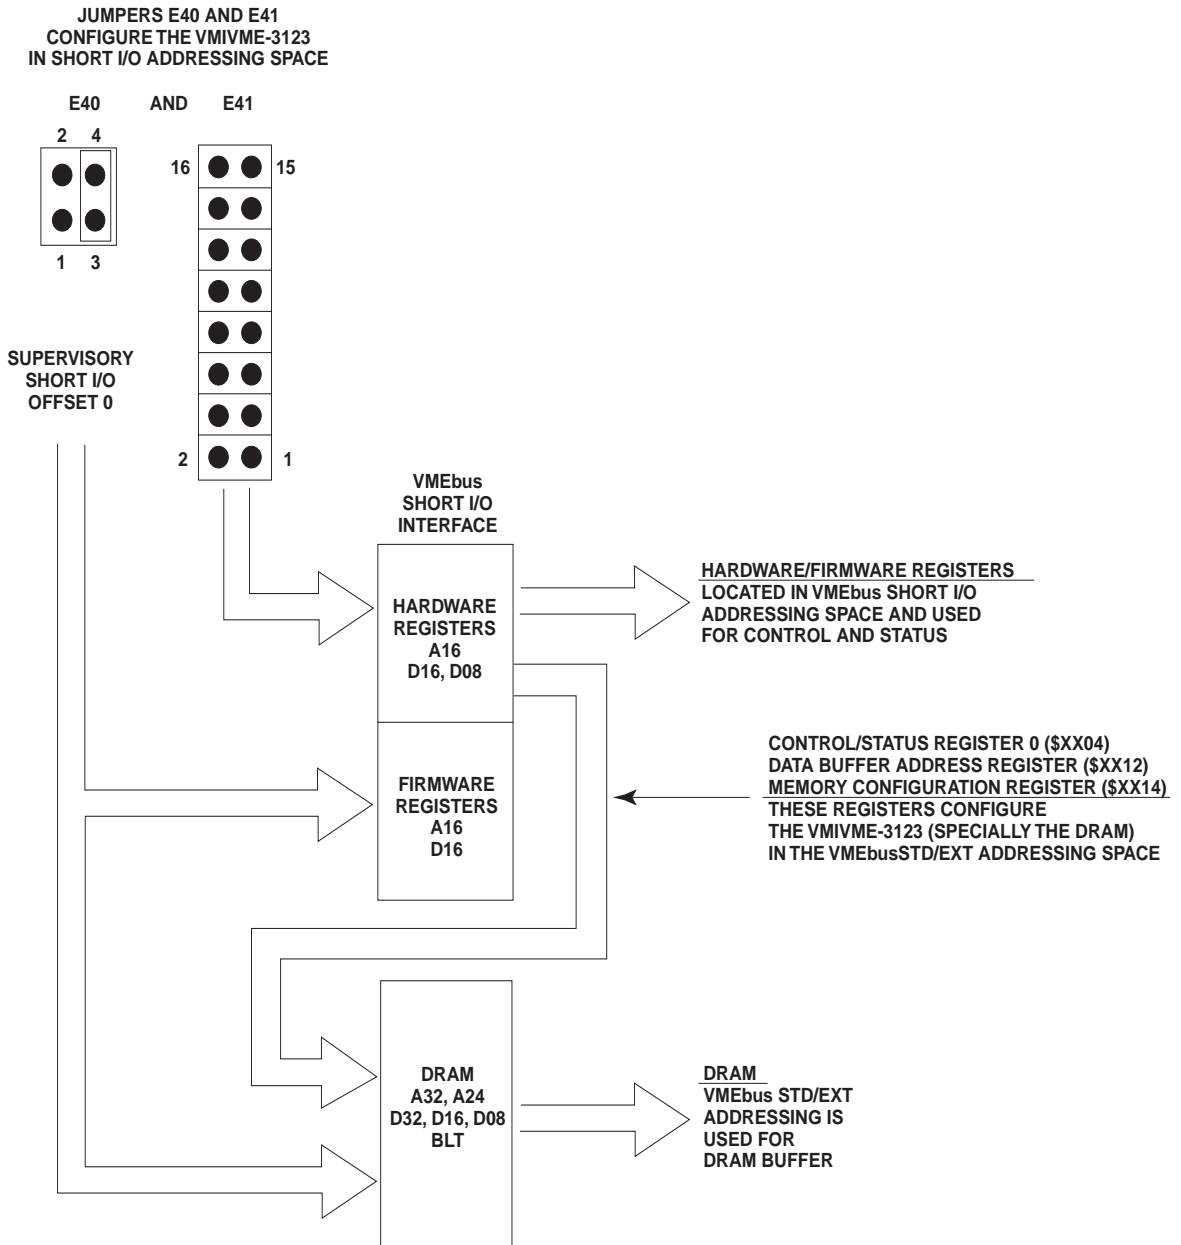 JUMPERS E40 AND E41
CONFIGURE THE VMIVME-3123
IN SHORT I/O ADDRESSING SPACE
E40 AND E41
2 4
1 3
16 15
2 1
SUPERVISORY
SHORT I/O
OFFSET 0
VMEbus
SHORT I/O
INTERFACE
HARDWARE
REGISTERS
A16
D16, D08
HARDWARE/FIRMWARE REGISTERS
LOCATED IN VMEbus SHORT I/O
ADDRESSING SPACE AND USED
FOR CONTROL AND STATUS
FIRMWARE
REGISTERS
A16
D16
CONTROL/STATUS REGISTER 0 ($XX04)
DATA BUFFER ADDRESS REGISTER ($XX12)
MEMORY CONFIGURATION REGISTER ($XX14)
THESE REGISTERS CONFIGURE
THE VMIVME-3123 (SPECIALLY THE DRAM)
IN THE VMEbusSTD/EXT ADDRESSING SPACE
DRAM
A32, A24
D32, D16, D08
BLT
DRAM
VMEbus STD/EXT
ADDRESSING IS
USED FOR
DRAM BUFFER